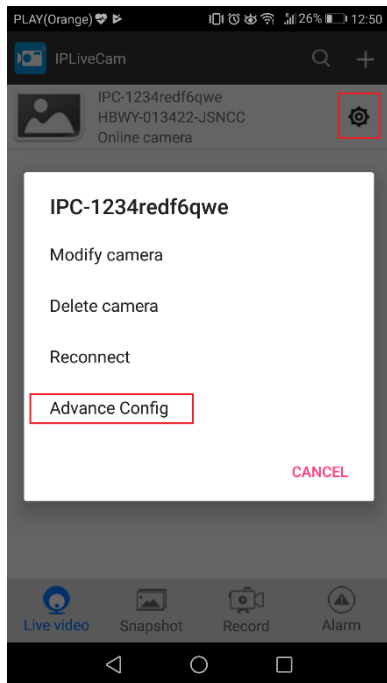 PLAY(Orange) 26% 12:50
IPLiveCam
IPC-1234redf6qwe
HBWY-013422-JSNCC
Online camera
IPC-1234redf6qwe
Modify camera
Delete camera
Reconnect
Advance Config
CANCEL
Live video Snapshot Record Alarm